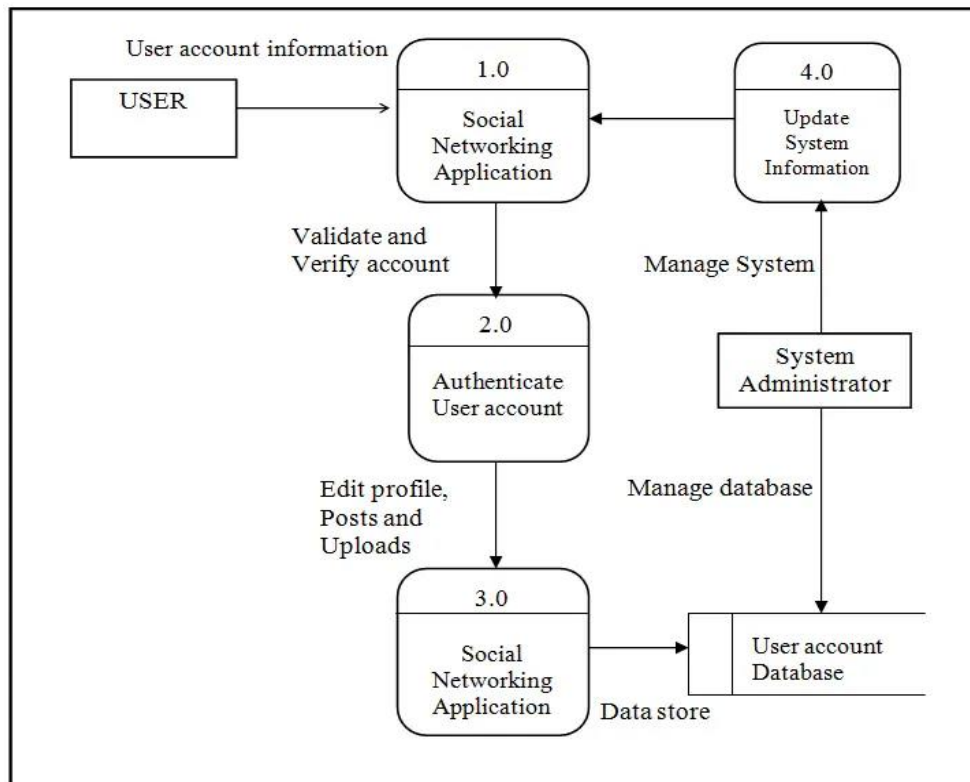 User account information
USER
1.0
Social
Networking
Application
4.0
Update
System
Information
Validate and
Verify account
Manage System
2.0
Authenticate
User account
System
Administrator
Edit profile,
Posts and
Uploads
Manage database
3.0
Social
Networking
Application
Data store
User account
Database